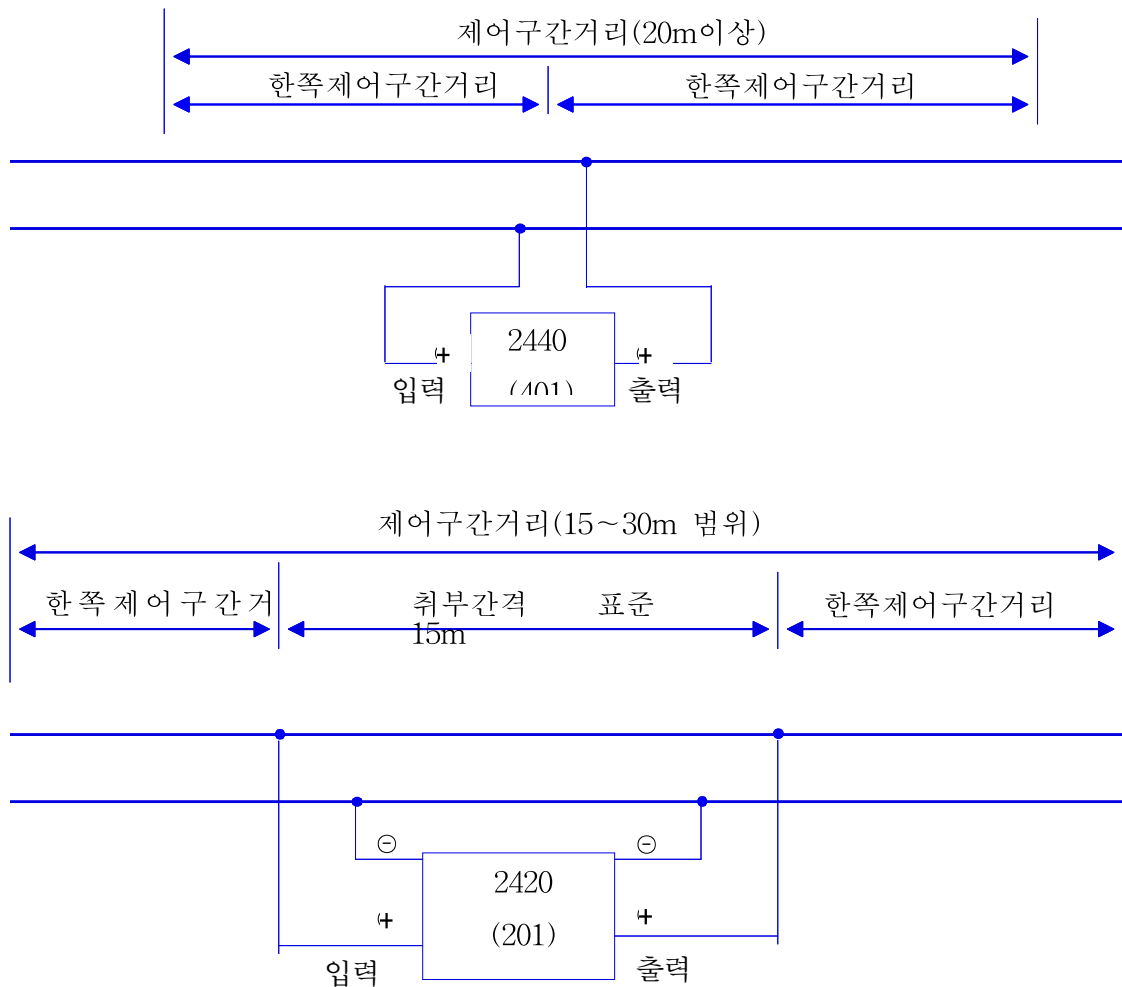 제어구간거리(20m이상)
한쪽제어구간거리 한쪽제어구간거리
2440
(401)
+ +
입력 출력
제어구간거리(15~30m 범위)
한쪽제어구간거 취부간격 표준 한쪽제어구간거리
15m
⊖ ⊖
2420
+ +
(201)
입력 출력